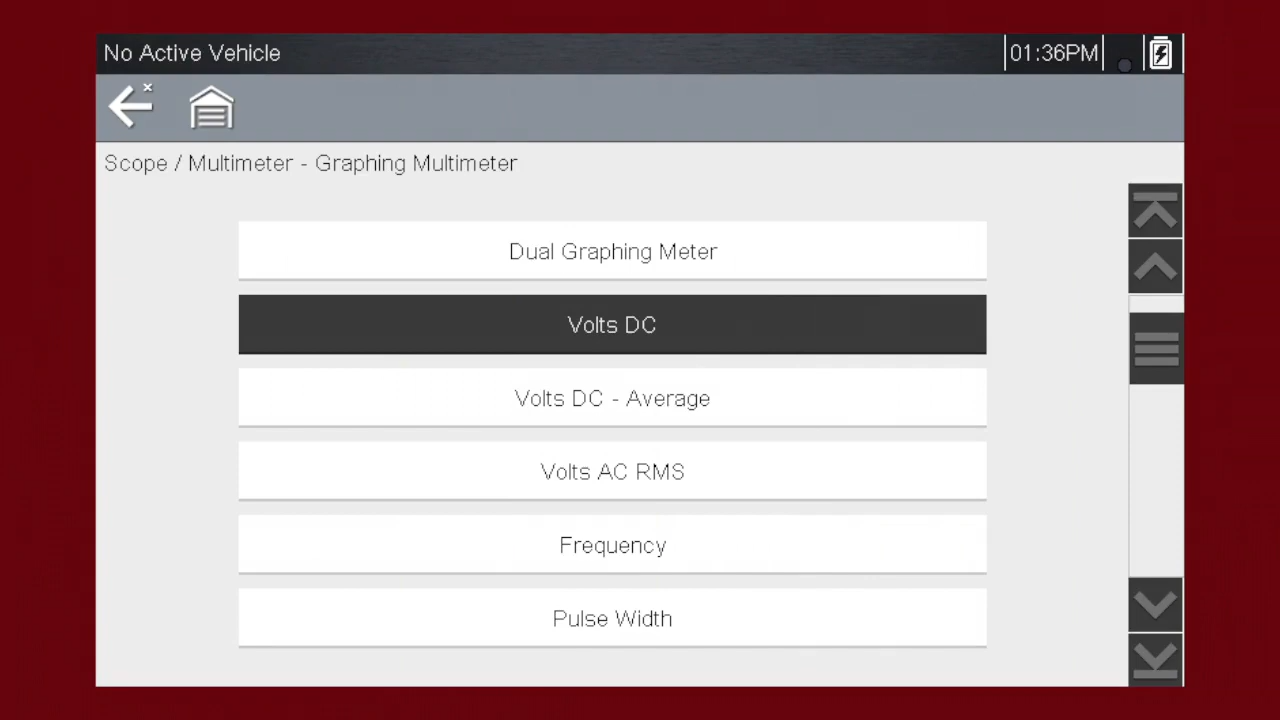 No Active Vehicle
01:36PM
Scope / Multimeter - Graphing Multimeter
Dual Graphing Meter
Volts DC
Volts DC - Average
Volts AC RMS
Frequency
Pulse Width